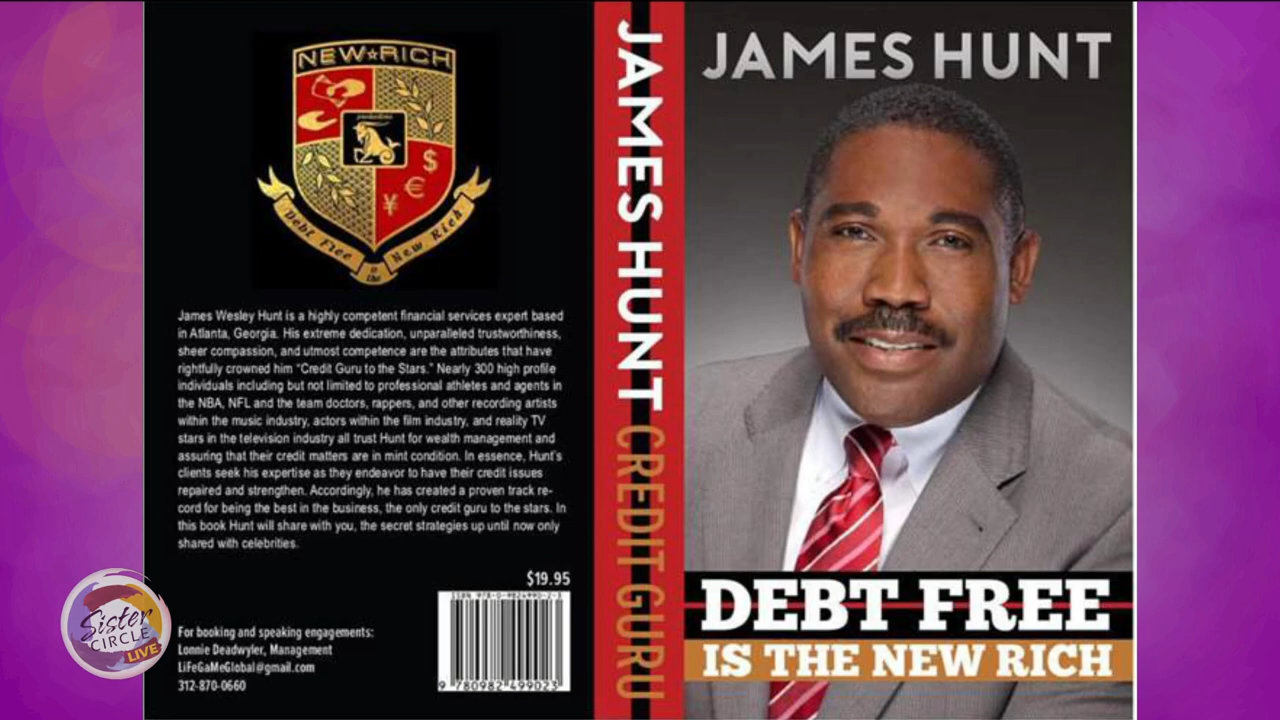 NEW★RICH
productions
$
€
¥
Debt Free is the New Rich
James Wesley Hunt is a highly competent financial services expert based
in Atlanta, Georgia. His extreme dedication, unparalleled trustworthiness,
sheer compassion, and utmost competence are the attributes that have
rightfully crowned him “Credit Guru to the Stars.” Nearly 300 high profile
individuals including but not limited to professional athletes and agents in
the NBA, NFL and the team doctors, rappers, and other recording artists
within the music industry, actors within the film industry, and reality TV
stars in the television industry all trust Hunt for wealth management and
assuring that their credit matters are in mint condition. In essence, Hunt's
clients seek his expertise as they endeavor to have their credit issues
repaired and strengthen. Accordingly, he has created a proven track re-
cord for being the best in the business, the only credit guru to the stars. In
this book Hunt will share with you, the secret strategies up until now only
shared with celebrities.
$19.95
ISBN 978-0-9824990-2-3
9 780982 499023
For booking and speaking engagements:
Lonnie Deadwyler, Management
LiFeGaMeGlobal@gmail.com
312-870-0660
JAMES HUNT CREDIT GURU
JAMES HUNT
DEBT FREE
IS THE NEW RICH
Sister
CIRCLE
LIVE